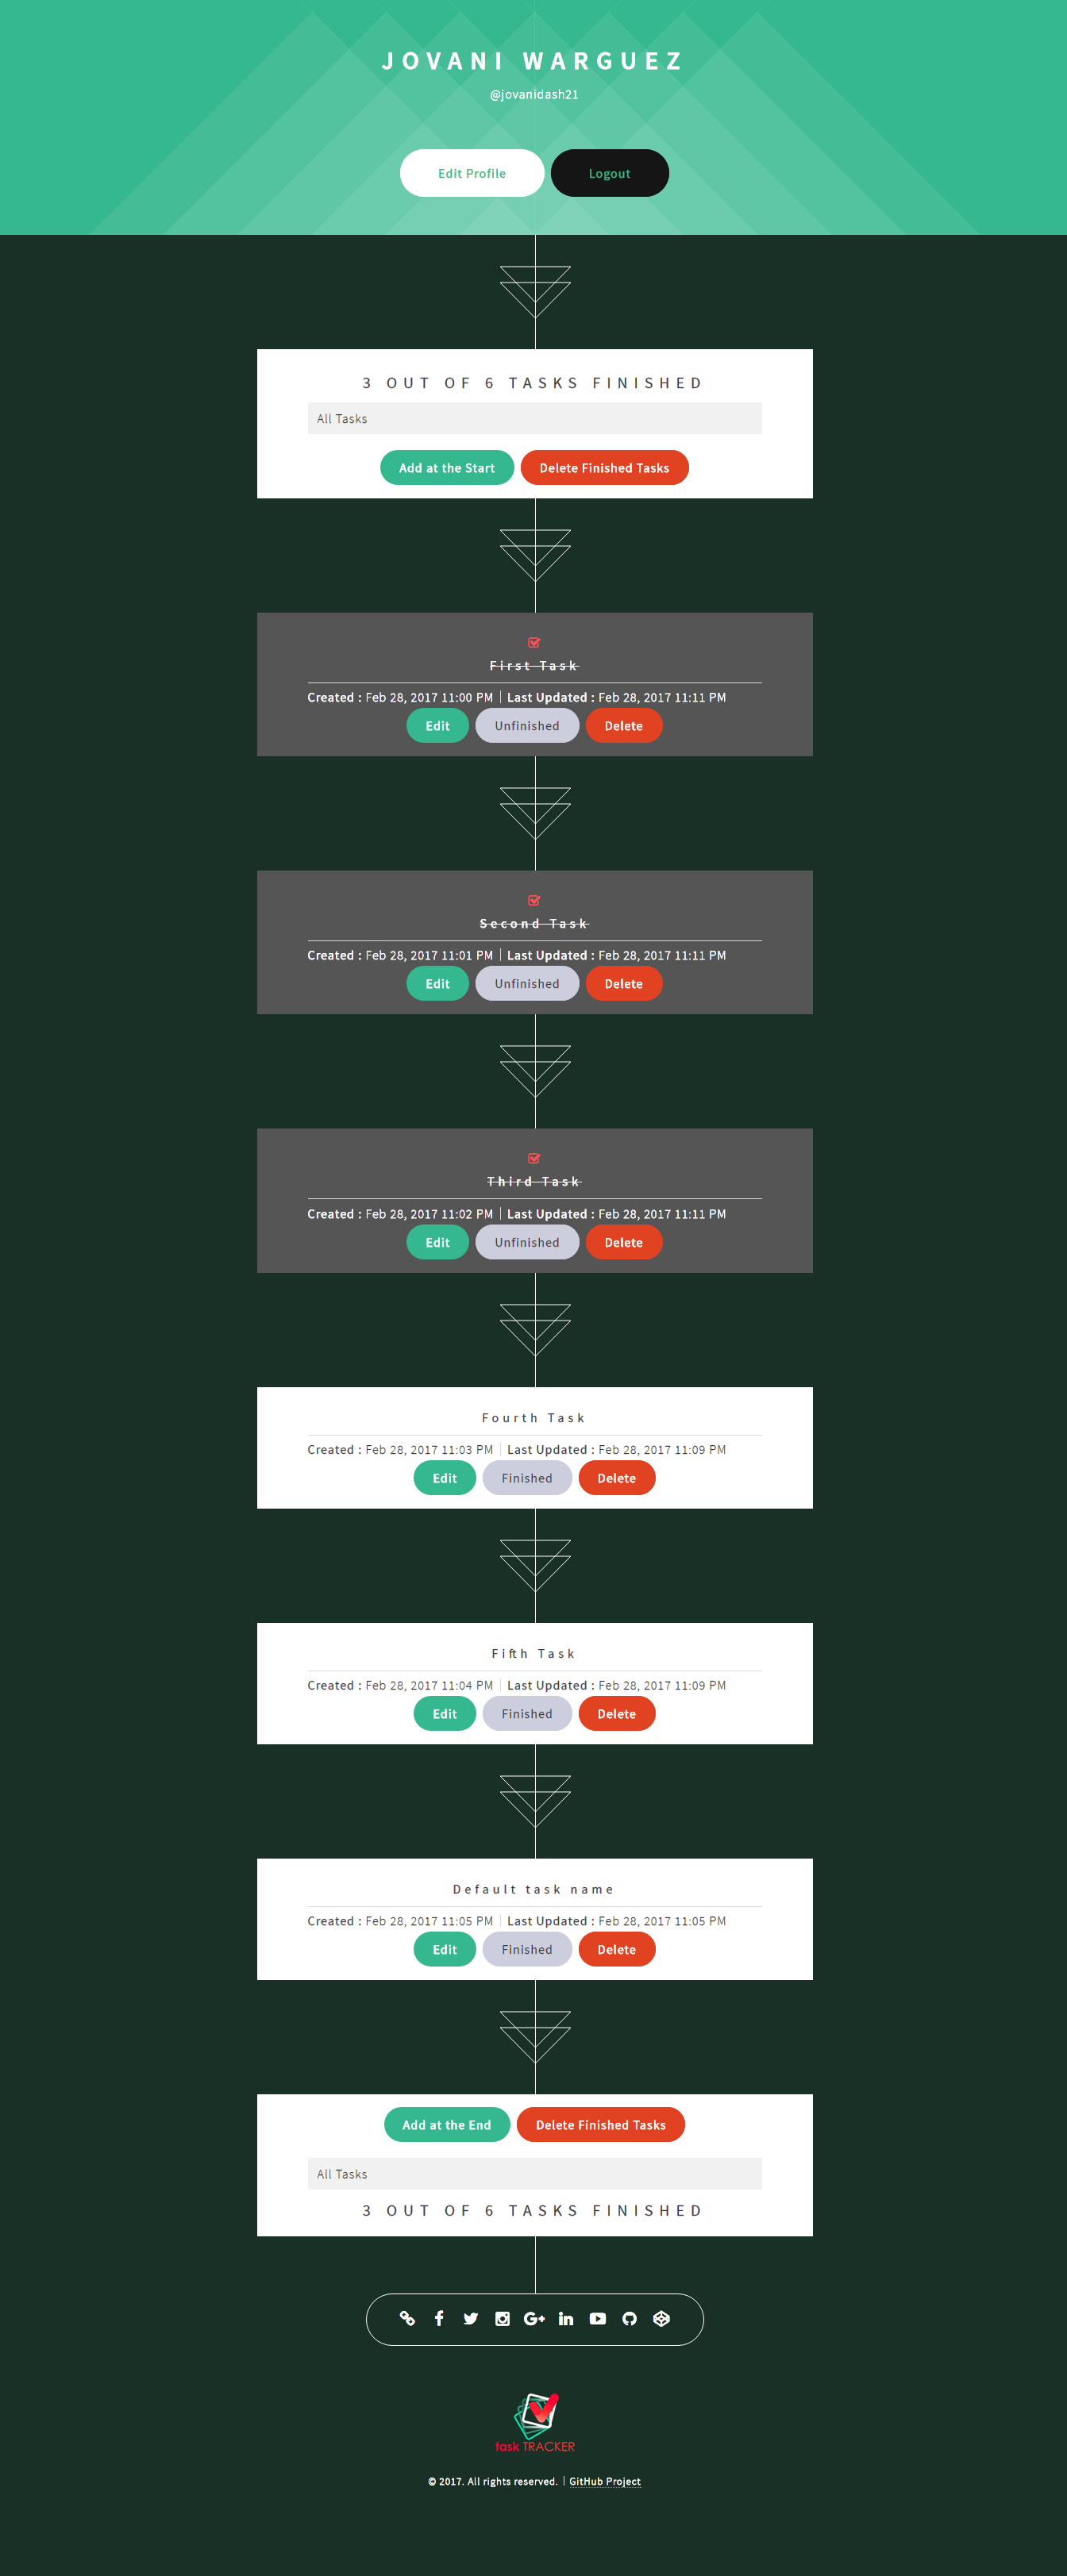 JOVANI WARGUEZ
@jovanidash21
Edit Profile Logout
3 OUT OF 6 TASKS FINISHED
All Tasks
Add at the Start Delete Finished Tasks
First Task
Created : Feb 28, 2017 11:00 PM | Last Updated : Feb 28, 2017 11:11 PM
Edit Unfinished Delete
Second Task
Created : Feb 28, 2017 11:01 PM | Last Updated : Feb 28, 2017 11:11 PM
Edit Unfinished Delete
Third Task
Created : Feb 28, 2017 11:02 PM | Last Updated : Feb 28, 2017 11:11 PM
Edit Unfinished Delete
Fourth Task
Created : Feb 28, 2017 11:03 PM | Last Updated : Feb 28, 2017 11:09 PM
Edit Finished Delete
Fifth Task
Created : Feb 28, 2017 11:04 PM | Last Updated : Feb 28, 2017 11:09 PM
Edit Finished Delete
Default task name
Created : Feb 28, 2017 11:05 PM | Last Updated : Feb 28, 2017 11:05 PM
Edit Finished Delete
Add at the End Delete Finished Tasks
All Tasks
3 OUT OF 6 TASKS FINISHED
task TRACKER
© 2017. All rights reserved. | GitHub Project